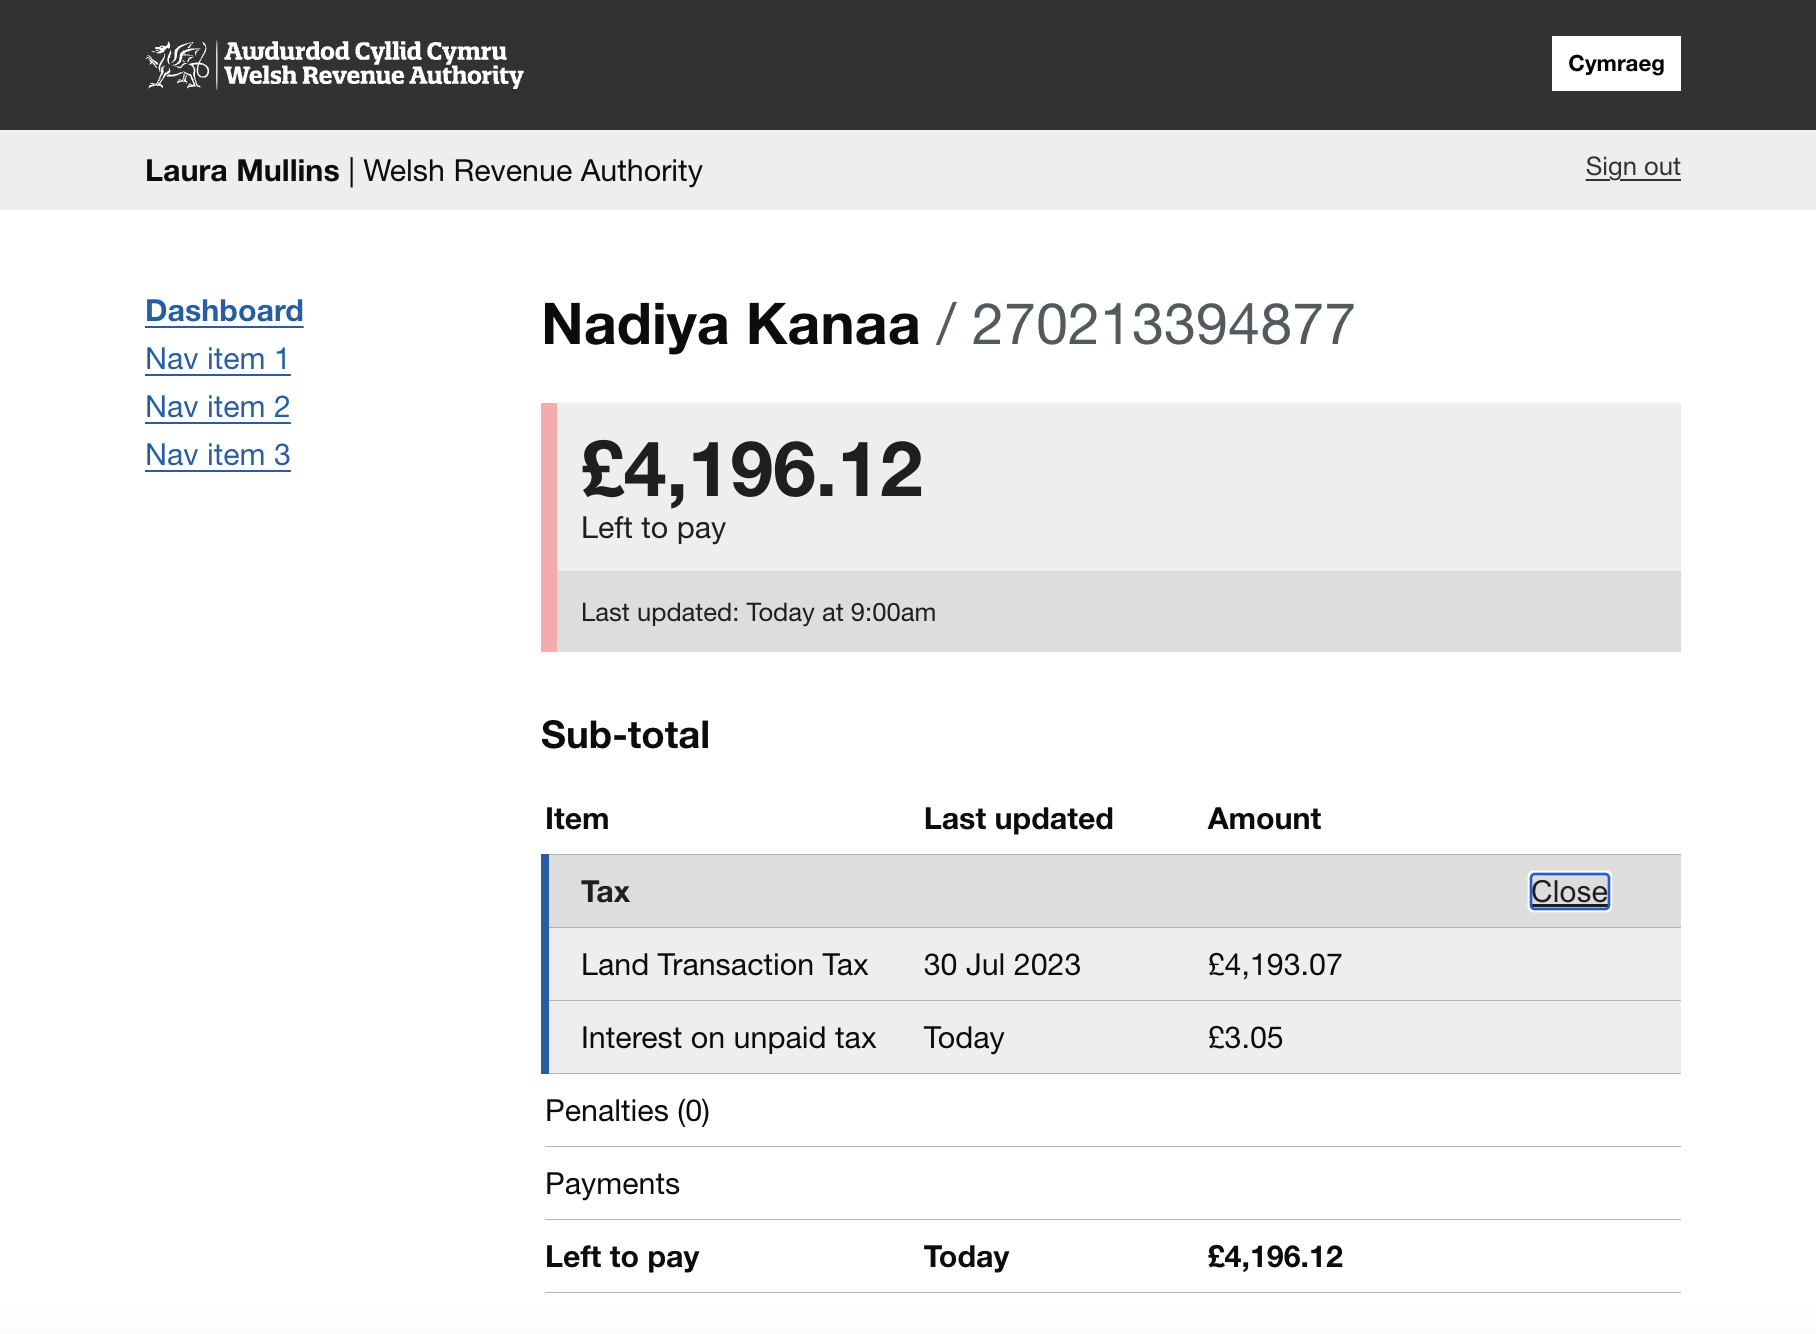 Awdurdod Cyllid Cymru
Welsh Revenue Authority
Cymraeg
Laura Mullins | Welsh Revenue Authority
Sign out
Dashboard
Nav item 1
Nav item 2
Nav item 3
Nadiya Kanaa / 270213394877
£4,196.12
Left to pay
Last updated: Today at 9:00am
Sub-total
Item Last updated Amount
Tax Close
Land Transaction Tax 30 Jul 2023 £4,193.07
Interest on unpaid tax Today £3.05
Penalties (0)
Payments
Left to pay Today £4,196.12